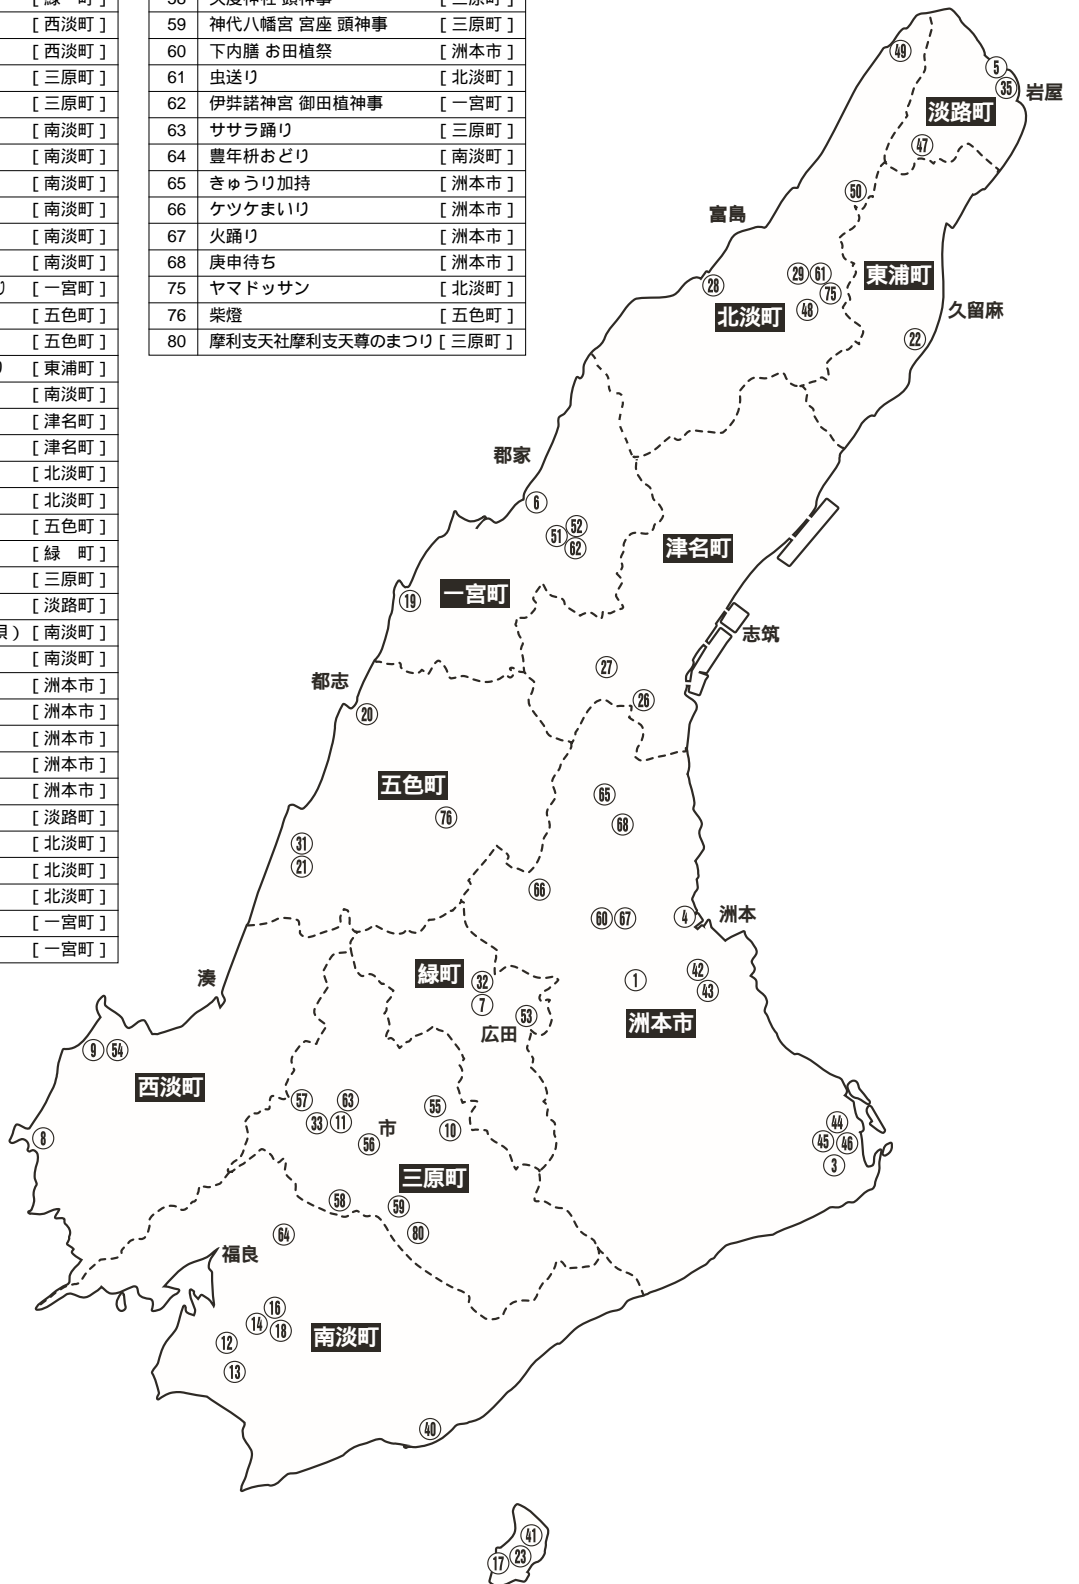 [ 西淡町 ]
[ 西淡町 ]
[ 三原町 ]
[ 三原町 ]
[ 南淡町 ]
[ 南淡町 ]
[ 南淡町 ]
[ 南淡町 ]
[ 南淡町 ]
[ 南淡町 ]
り [ 一宮町 ]
[ 五色町 ]
[ 五色町 ]
り [ 東浦町 ]
[ 南淡町 ]
[ 津名町 ]
[ 津名町 ]
[ 北淡町 ]
[ 北淡町 ]
[ 五色町 ]
[ 緑　町 ]
[ 三原町 ]
[ 淡路町 ]
) [ 南淡町 ]
[ 南淡町 ]
[ 洲本市 ]
[ 洲本市 ]
[ 洲本市 ]
[ 洲本市 ]
[ 洲本市 ]
[ 淡路町 ]
[ 北淡町 ]
[ 北淡町 ]
[ 北淡町 ]
[ 一宮町 ]
[ 一宮町 ]
59 神代八幡宮 宮座 頭神事 [ 三原町 ]
60 下内膳 お田植祭 [ 洲本市 ]
61 虫送り [ 北淡町 ]
62 伊弉諾神宮 御田植神事 [ 一宮町 ]
63 ササラ踊り [ 三原町 ]
64 豊年枡おどり [ 南淡町 ]
65 きゅうり加持 [ 洲本市 ]
66 ケツケまいり [ 洲本市 ]
67 火踊り [ 洲本市 ]
68 庚申待ち [ 洲本市 ]
75 ヤマドッサン [ 北淡町 ]
76 柴燈 [ 五色町 ]
80 摩利支天社摩利支天尊のまつり [ 三原町 ]
49
5
35 岩屋
淡路町
47
50
富島
29 61
東浦町
28
75
48
北淡町
久留麻
22
郡家
6
52
51
62
津名町
一宮町
19
志筑
27
都志
26
20
五色町
65
76
68
31
21
66
60 67
4 洲本
緑町
42
湊
32
1
43
7
53
洲本市
広田
9 54
西淡町
57 63
55
33 11
市
10
44
8
56
45 46
3
三原町
58
59
80
64
福良
16
14
18
12
南淡町
13
40
41
23
17